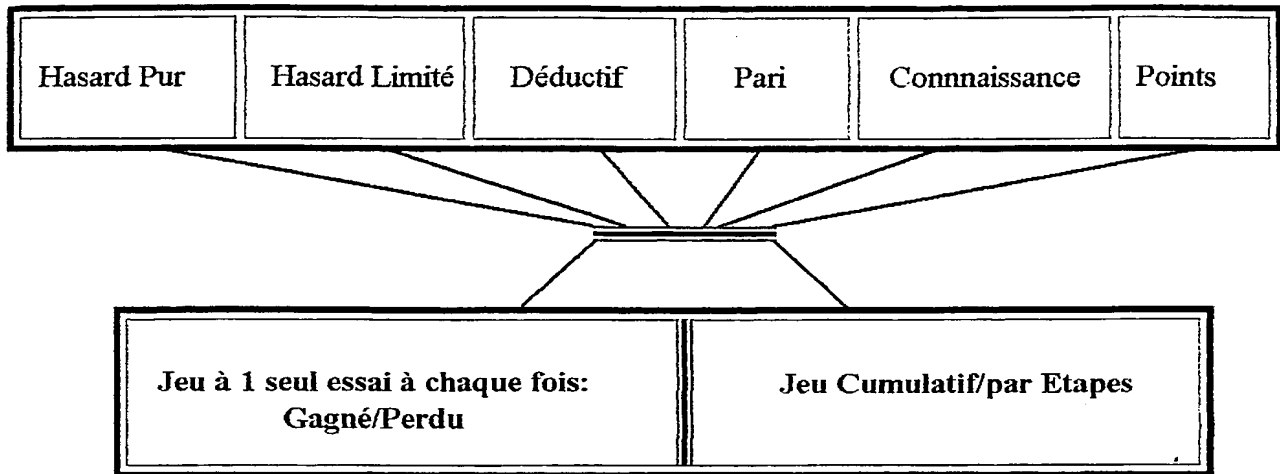 Hasard Pur
Hasard Limité
Déductif
Pari
Connnaissance
Points
Jeu à 1 seul essai à chaque fois:
Gagné/Perdu
Jeu Cumulatif/par Etapes